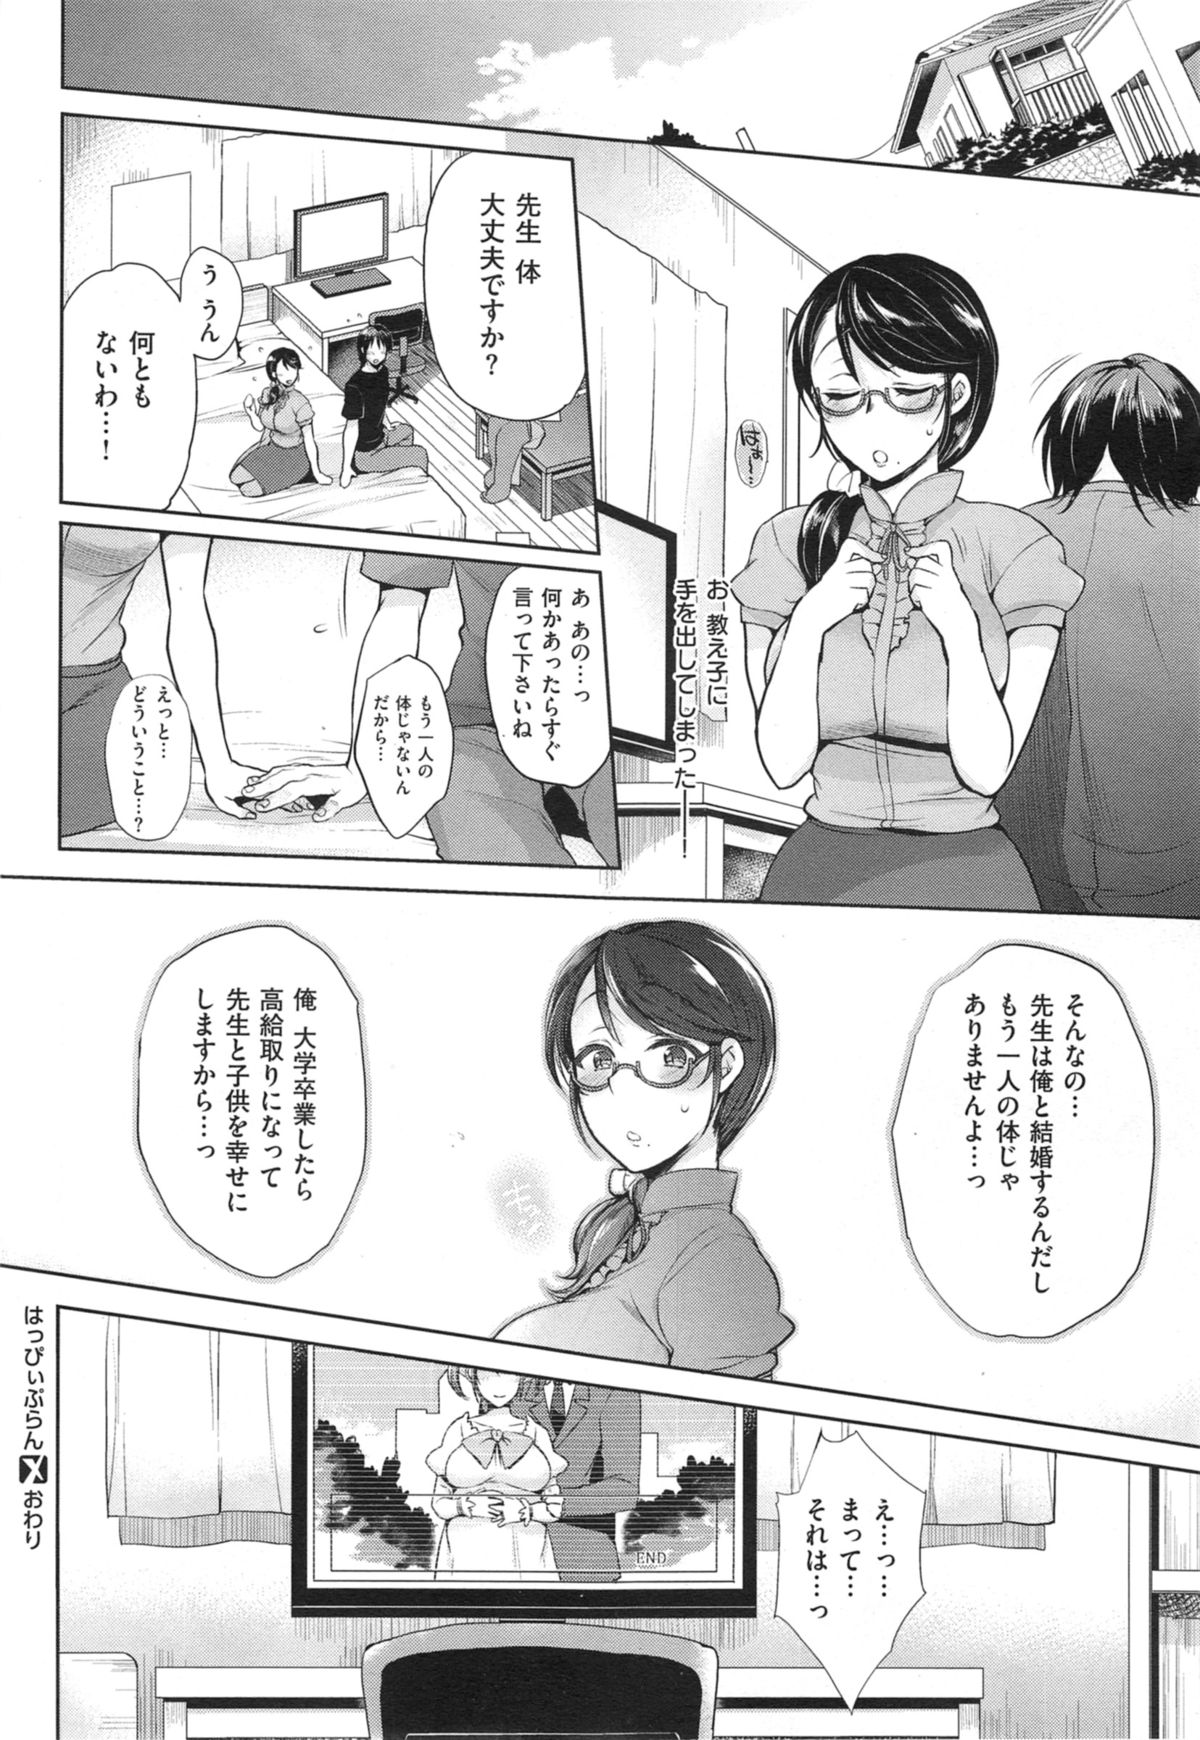 はぁ〜…
お 教え子に
手を出してしまった――！
先生 体
大丈夫ですか？
う うん
何とも
ないわ…！
あ あの…っ
何かあったらすぐ
言って下さいね
もう一人の
体じゃないん
だから…
えっと…
どういうこと…？
そんなの…
先生は俺と結婚するんだし
もう一人の体じゃ
ありませんよ…っ
俺 大学卒業したら
高給取りになって
先生と子供を幸せに
しますから…っ
え…っ…
まって…
それは…っ
END
はっぴぃぷらん X おわり